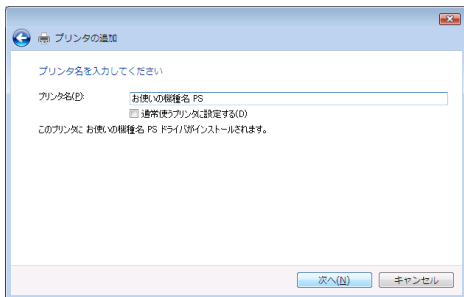 プリンタの追加
プリンタ名を入力してください
プリンタ名(P): お使いの機種名 PS
通常使うプリンタに設定する(D)
このプリンタに お使いの機種名 PS ドライバがインストールされます。
次へ(N) キャンセル